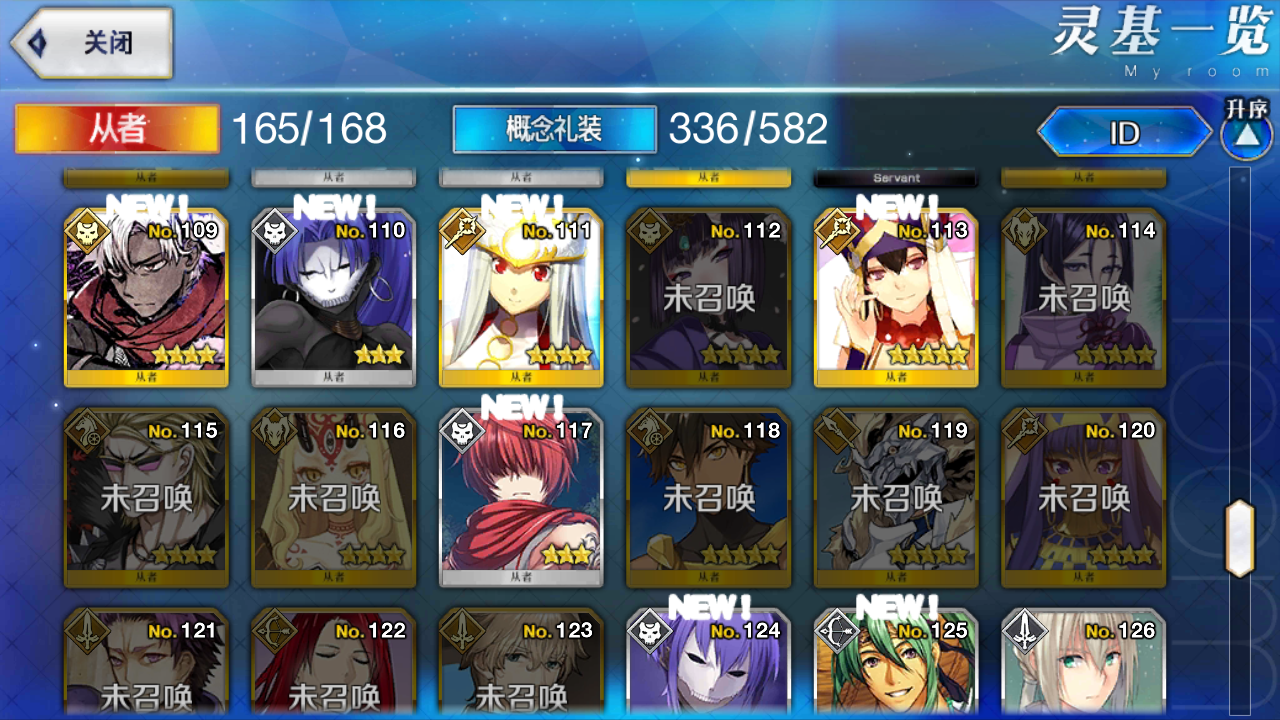 关闭
灵基一览
My room
从者 165/168 概念礼装 336/582 ID 升序
从者 从者 从者 从者 Servant 从者
NEW! NEW! NEW! NEW!
No.109 No.110 No.111 No.112 No.113 No.114
未召唤 未召唤
从者 从者 从者 从者 从者 从者
NEW!
No.115 No.116 No.117 No.118 No.119 No.120
未召唤 未召唤 未召唤 未召唤 未召唤
从者 从者 从者 从者 从者 从者
NEW! NEW!
No.121 No.122 No.123 No.124 No.125 No.126
未召唤 未召唤 未召唤